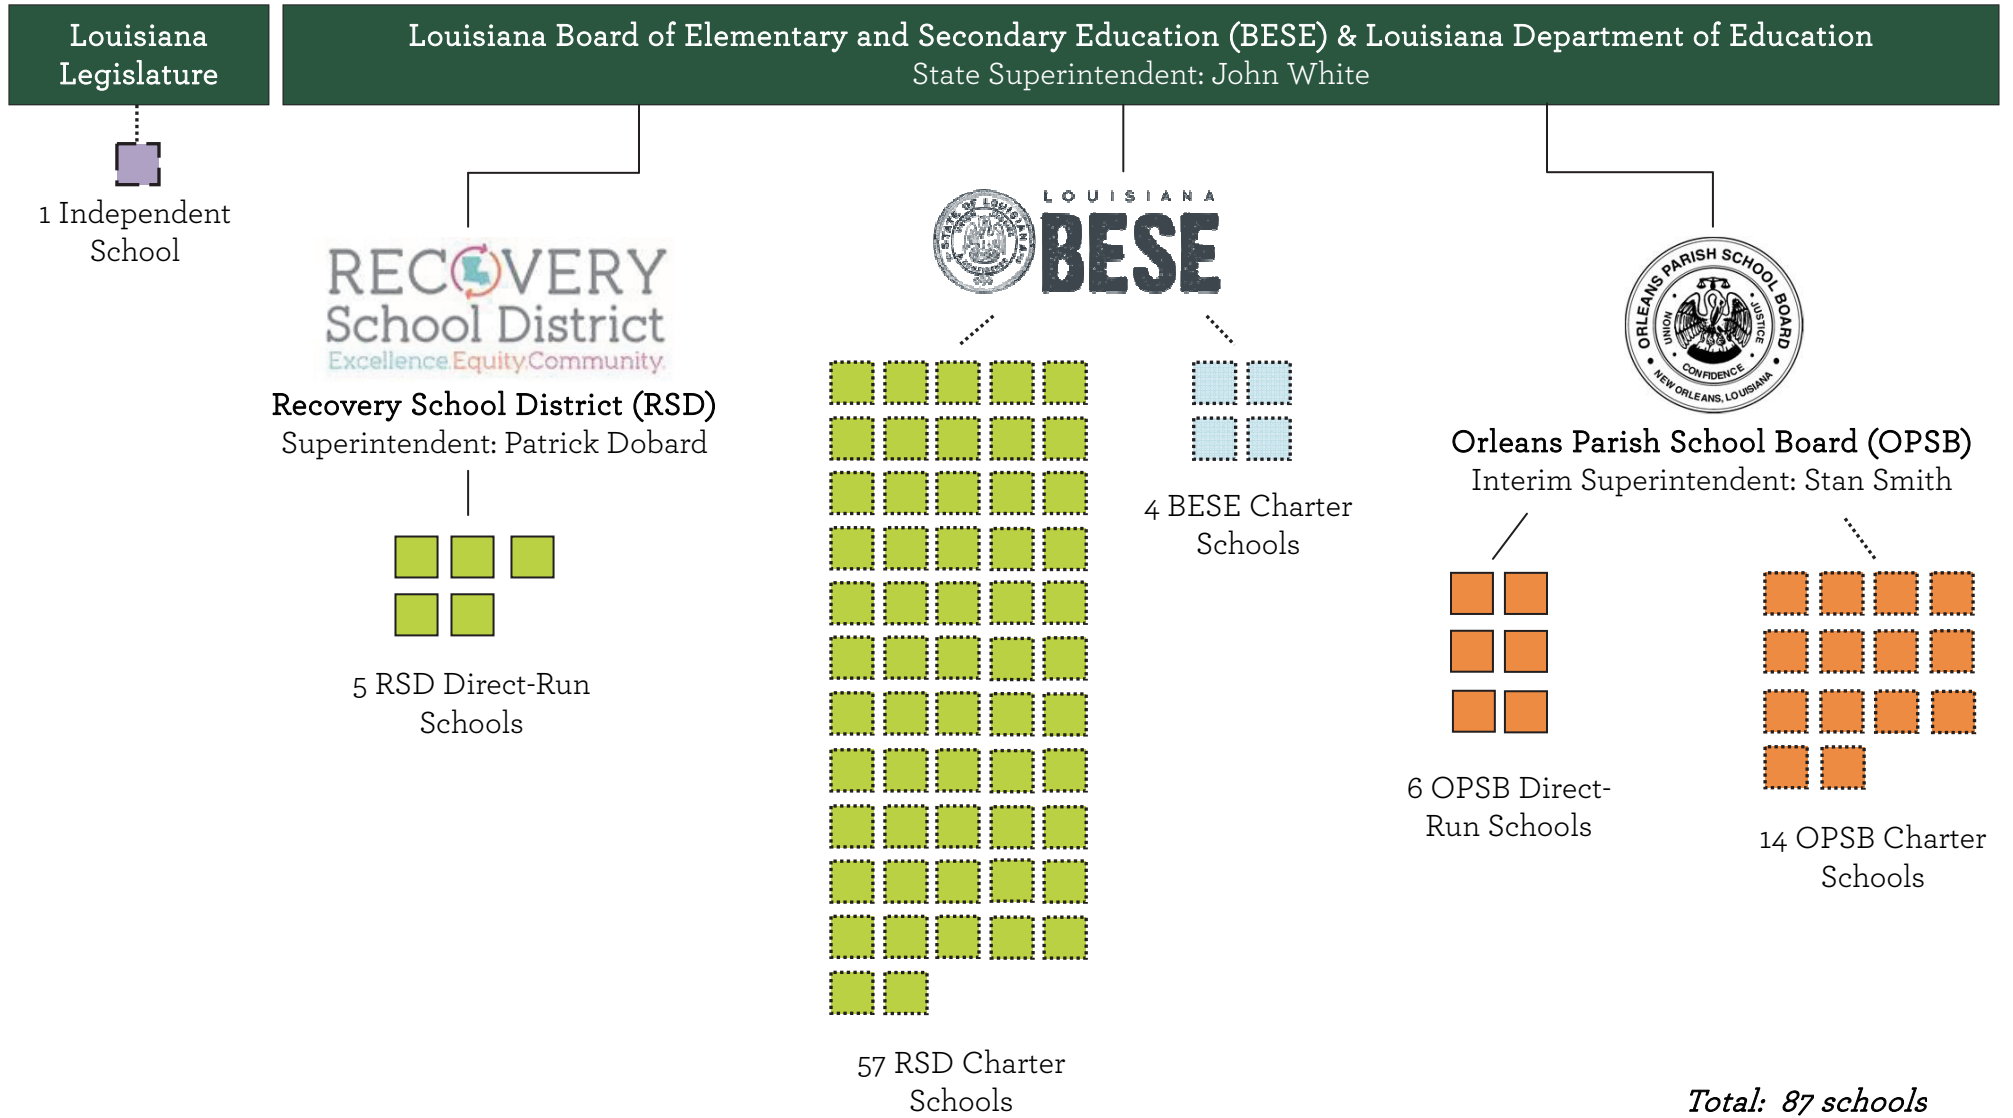 Louisiana
Legislature
Louisiana Board of Elementary and Secondary Education (BESE) & Louisiana Department of Education
State Superintendent: John White
1 Independent
School
RECOVERY
School District
Excellence.Equity.Community.
Recovery School District (RSD)
Superintendent: Patrick Dobard
5 RSD Direct-Run
Schools
LOUISIANA
BESE
STATE OF LOUISIANA
57 RSD Charter
Schools
4 BESE Charter
Schools
ORLEANS PARISH SCHOOL BOARD
UNION
JUSTICE
CONFIDENCE
NEW ORLEANS, LOUISIANA
Orleans Parish School Board (OPSB)
Interim Superintendent: Stan Smith
6 OPSB Direct-
Run Schools
14 OPSB Charter
Schools
Total: 87 schools